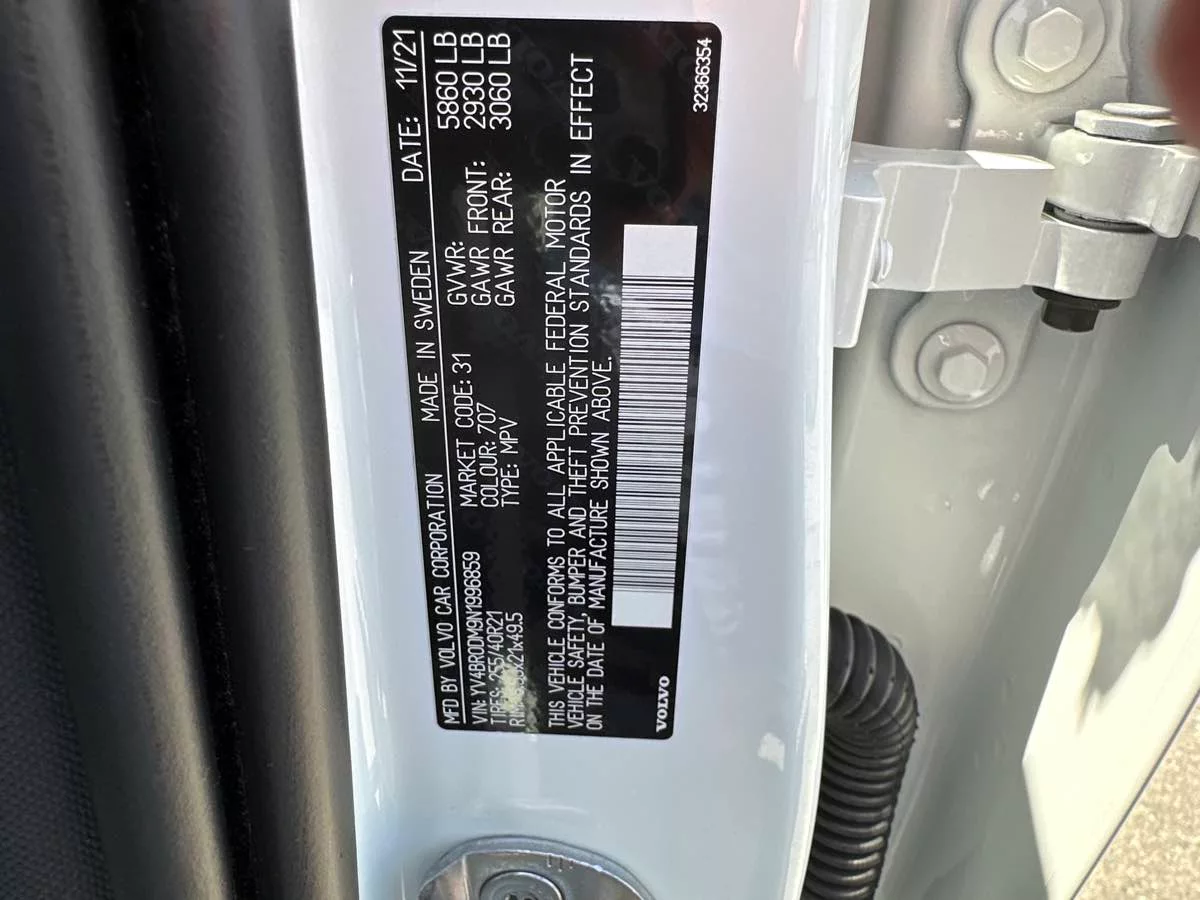 MFD BY VOLVO CAR CORPORATION MADE IN SWEDEN DATE: 11/21
VIN: YV4BR0DM9N1996859 MARKET CODE: 31 GVWR: 5860 LB
TIRES: 255/40R21 COLOUR: 707 GAWR FRONT: 2930 LB
TYPE: MPV GAWR REAR: 3060 LB
THIS VEHICLE CONFORMS TO ALL APPLICABLE FEDERAL MOTOR
VEHICLE SAFETY, BUMPER AND THEFT PREVENTION STANDARDS IN EFFECT
ON THE DATE OF MANUFACTURE SHOWN ABOVE.
VOLVO
32366354